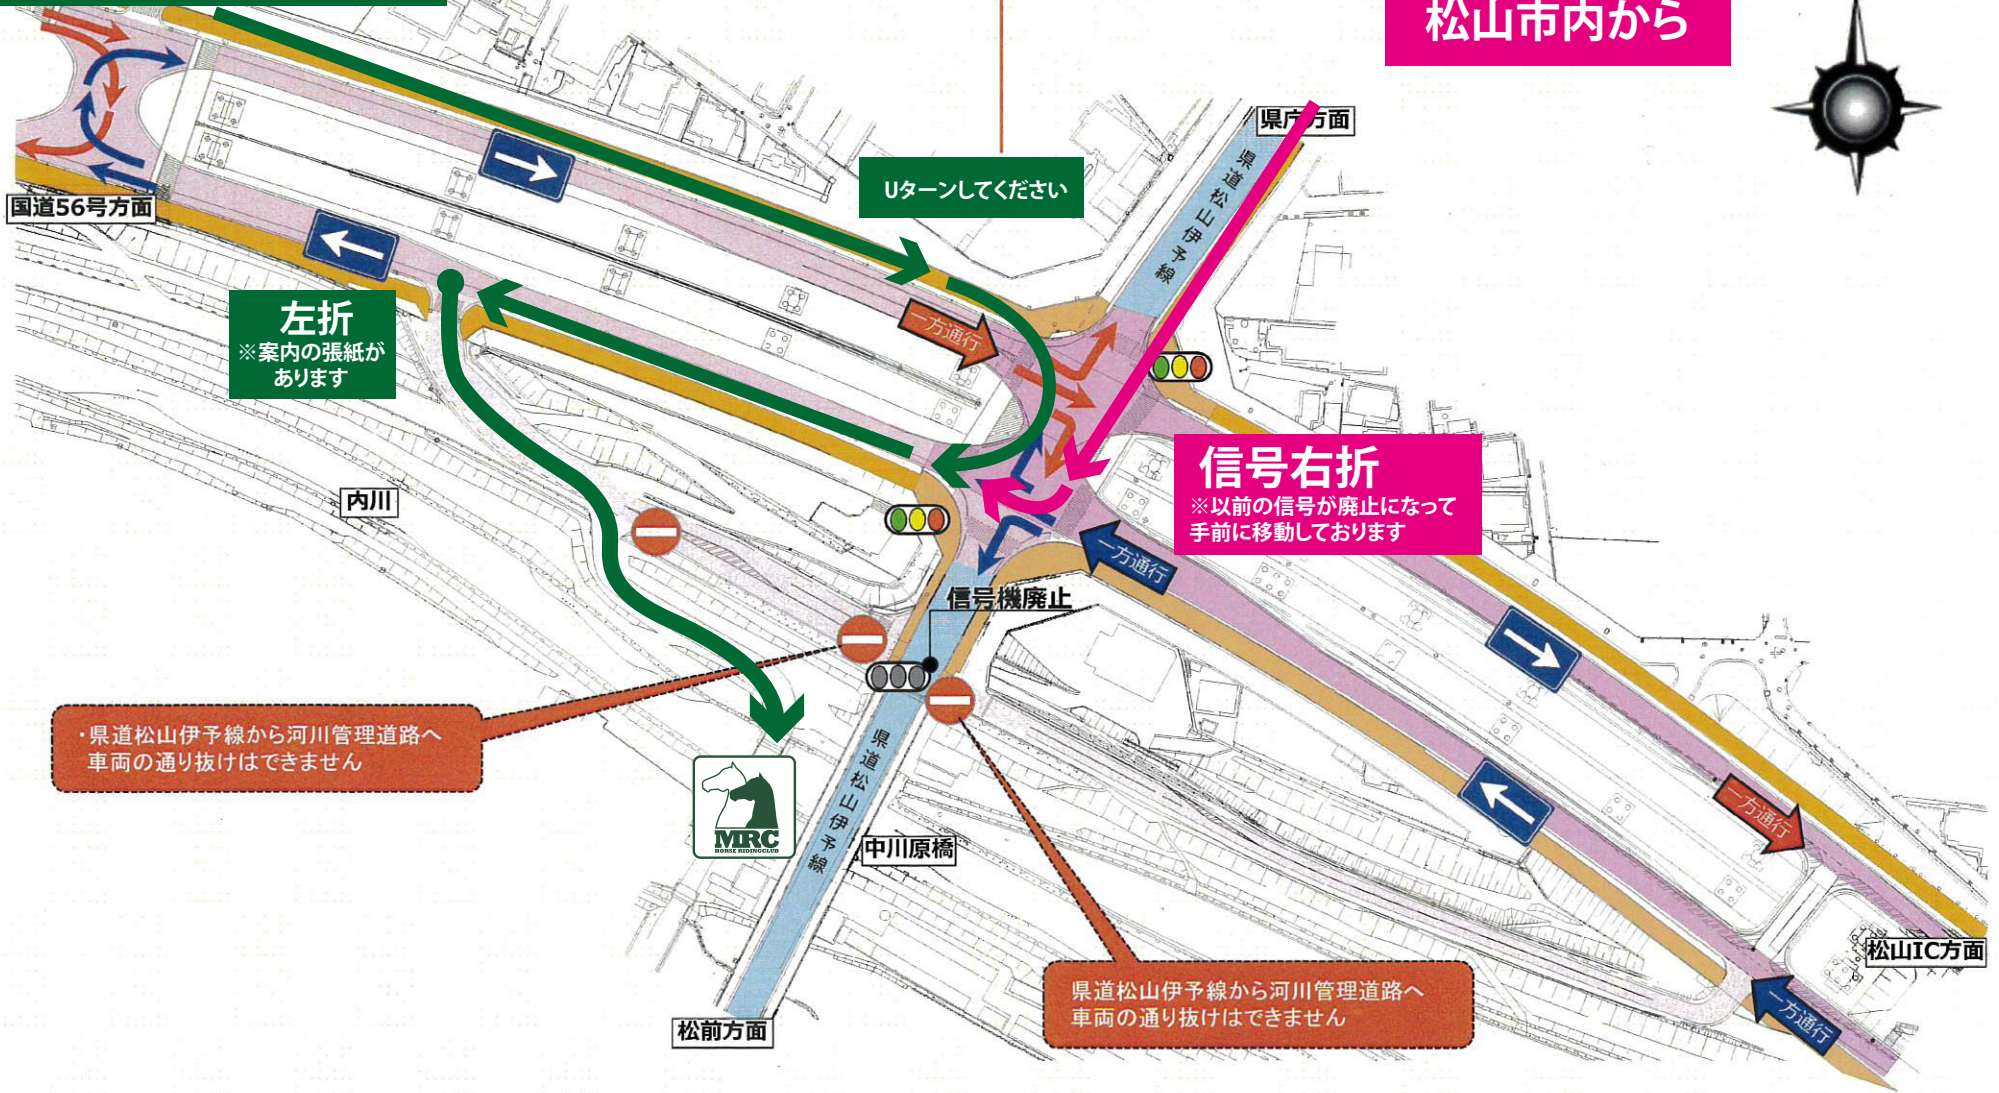 松山市内から
県庁方面
県道松山伊予線
Uターンしてください
国道56号方面
左折
※案内の張紙が
あります
一方通行
信号右折
※以前の信号が廃止になって
手前に移動しております
内川
一方通行
信号機廃止
・県道松山伊予線から河川管理道路へ
車両の通り抜けはできません
県道松山伊予線
MRC
HORSE RIDING CLUB
中川原橋
一方通行
松山IC方面
県道松山伊予線から河川管理道路へ
車両の通り抜けはできません
一方通行
松前方面